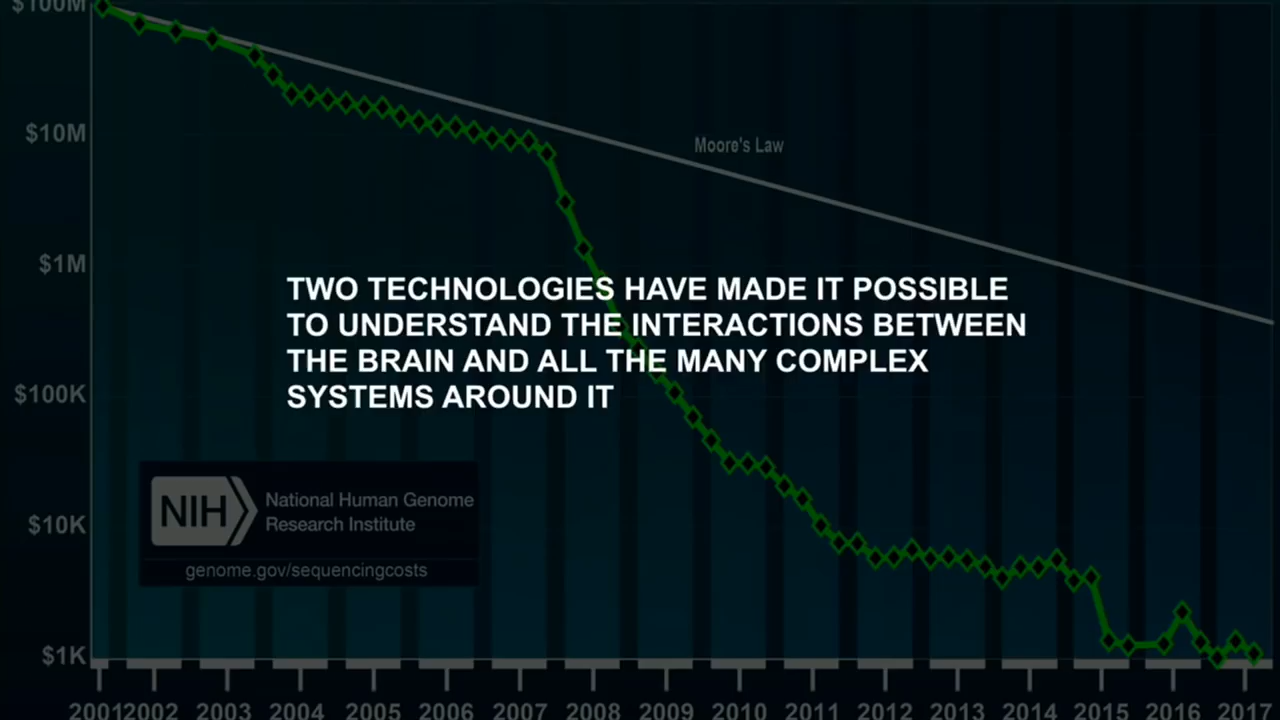 $100M
$10M
Moore's Law
$1M
TWO TECHNOLOGIES HAVE MADE IT POSSIBLE
TO UNDERSTAND THE INTERACTIONS BETWEEN
THE BRAIN AND ALL THE MANY COMPLEX
SYSTEMS AROUND IT
$100K
NIH
National Human Genome
Research Institute
$10K
genome.gov/sequencingcosts
$1K
2001 2002 2003 2004 2005 2006 2007 2008 2009 2010 2011 2012 2013 2014 2015 2016 2017